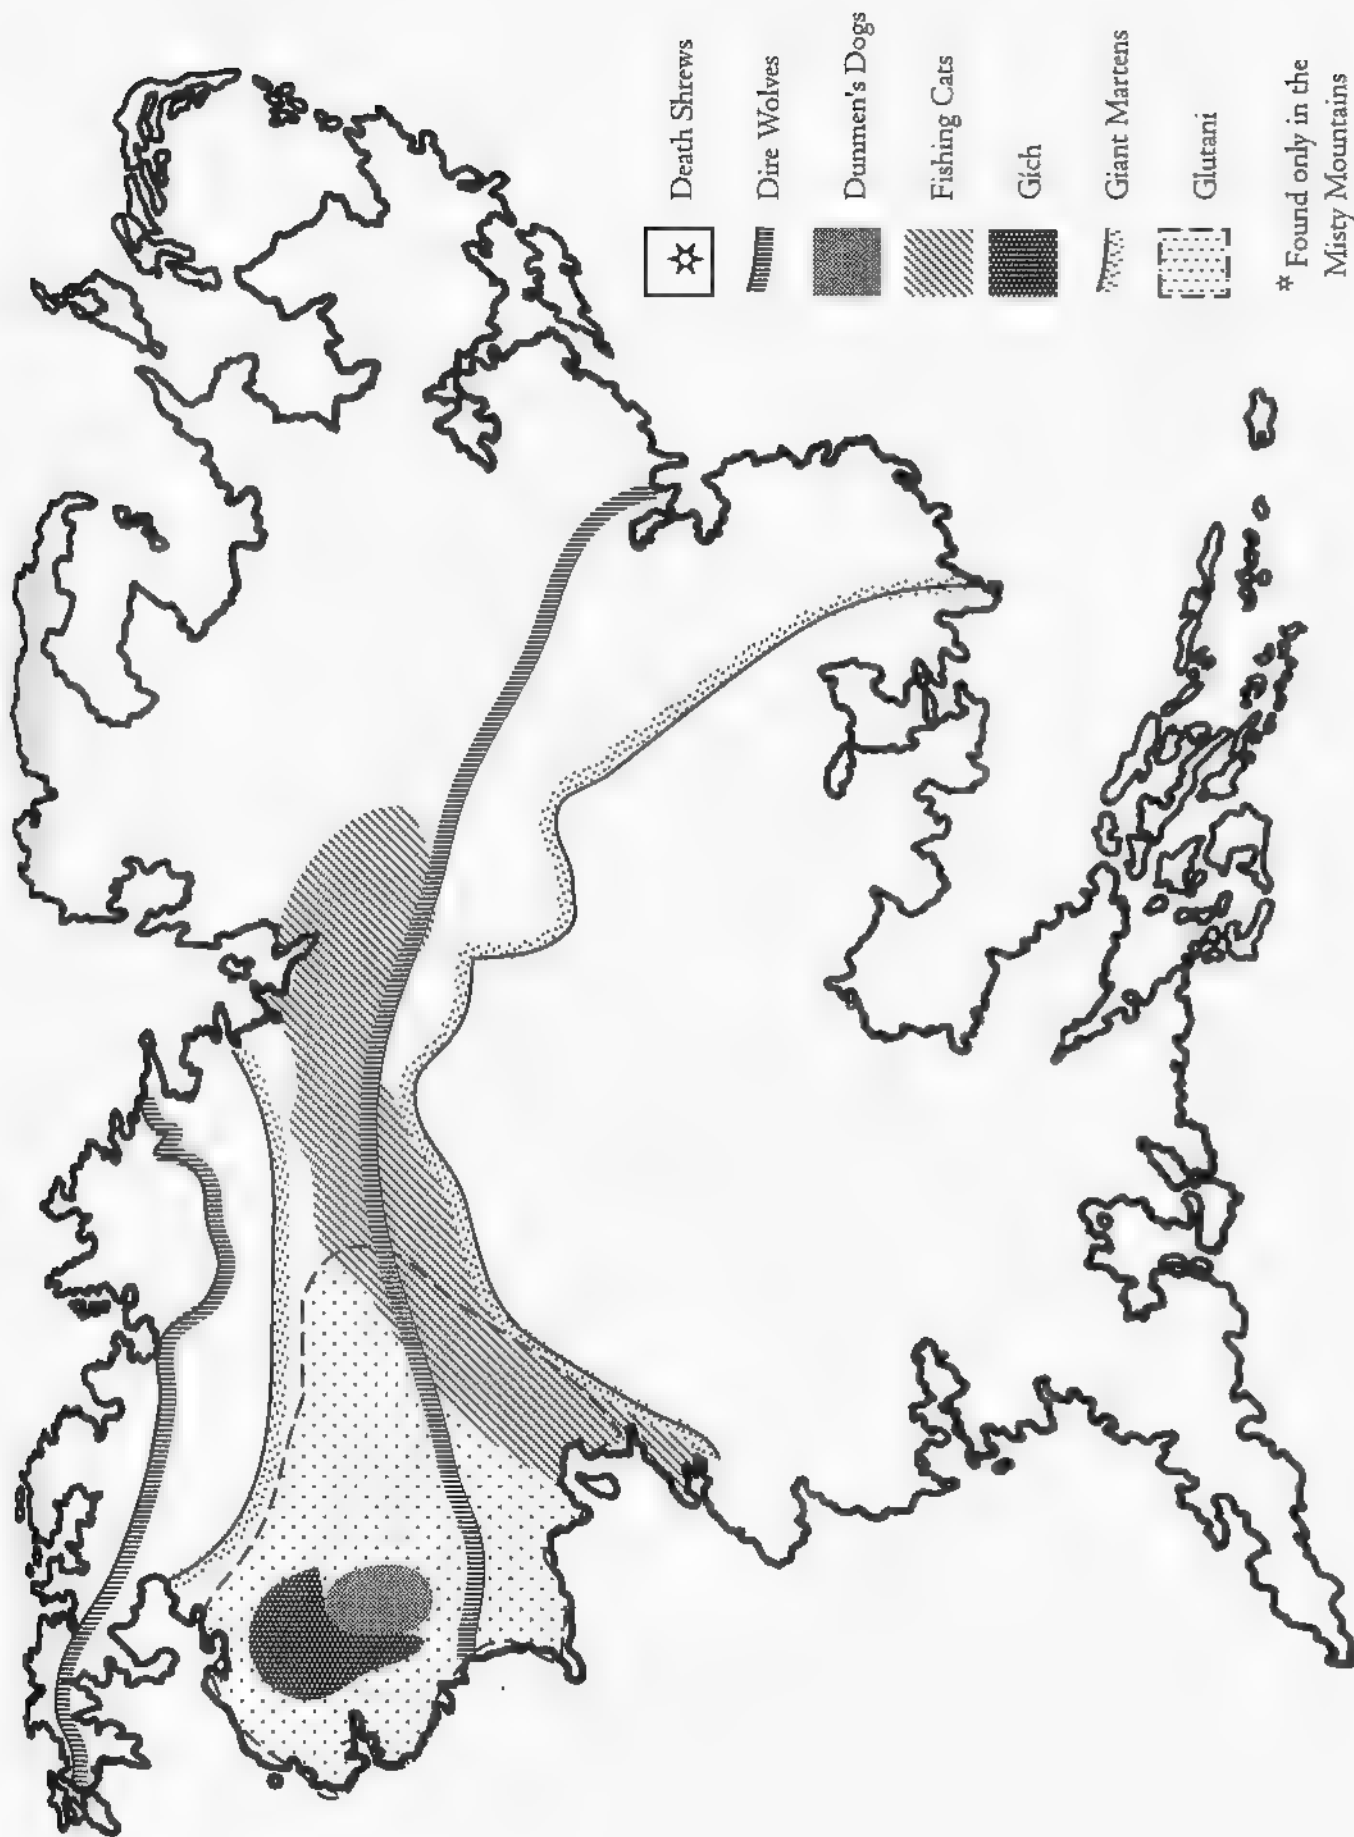 Death Shrews
Dire Wolves
Dunmen's Dogs
Fishing Cats
Gich
Giant Martens
Glutani
* Found only in the
Misty Mountains